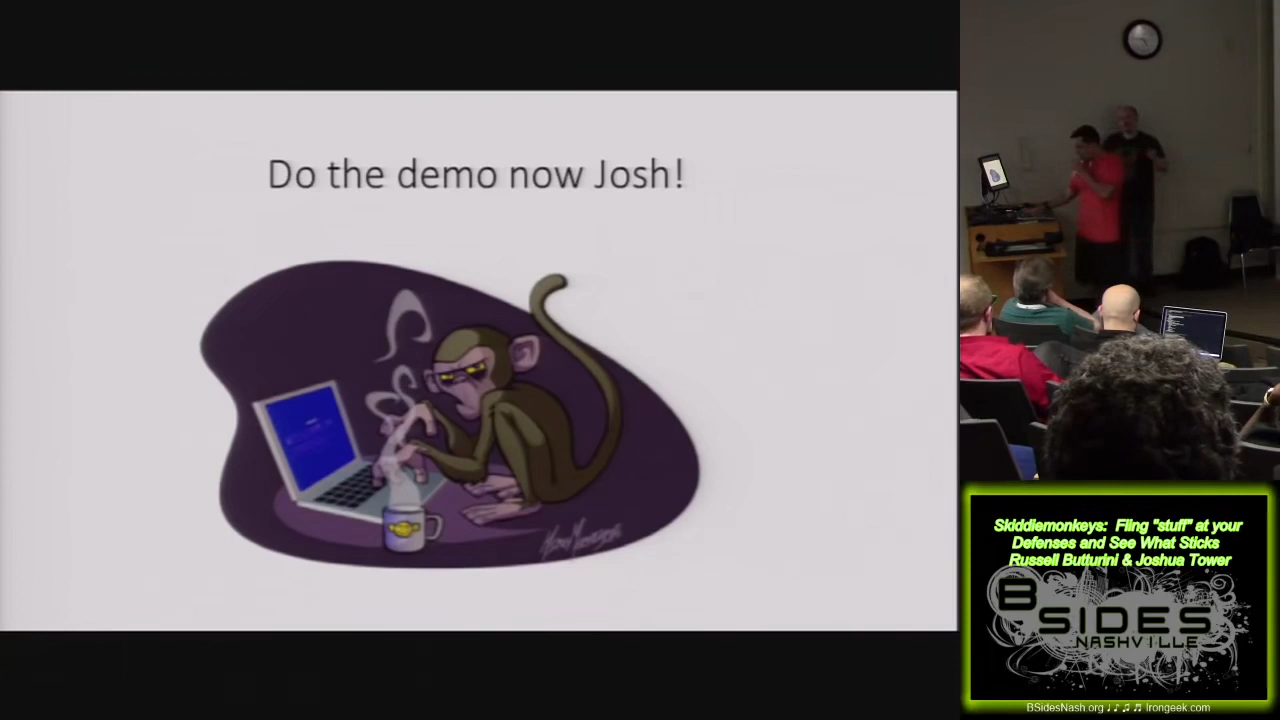 Do the demo now Josh!
Skiddiemonkeys: Fling "stuff" at your
Defenses and See What Sticks
Russell Butturini & Joshua Tower
BSIDES
NASHVILLE
BSidesNash.org ♩♪♫♬ Irongeek.com